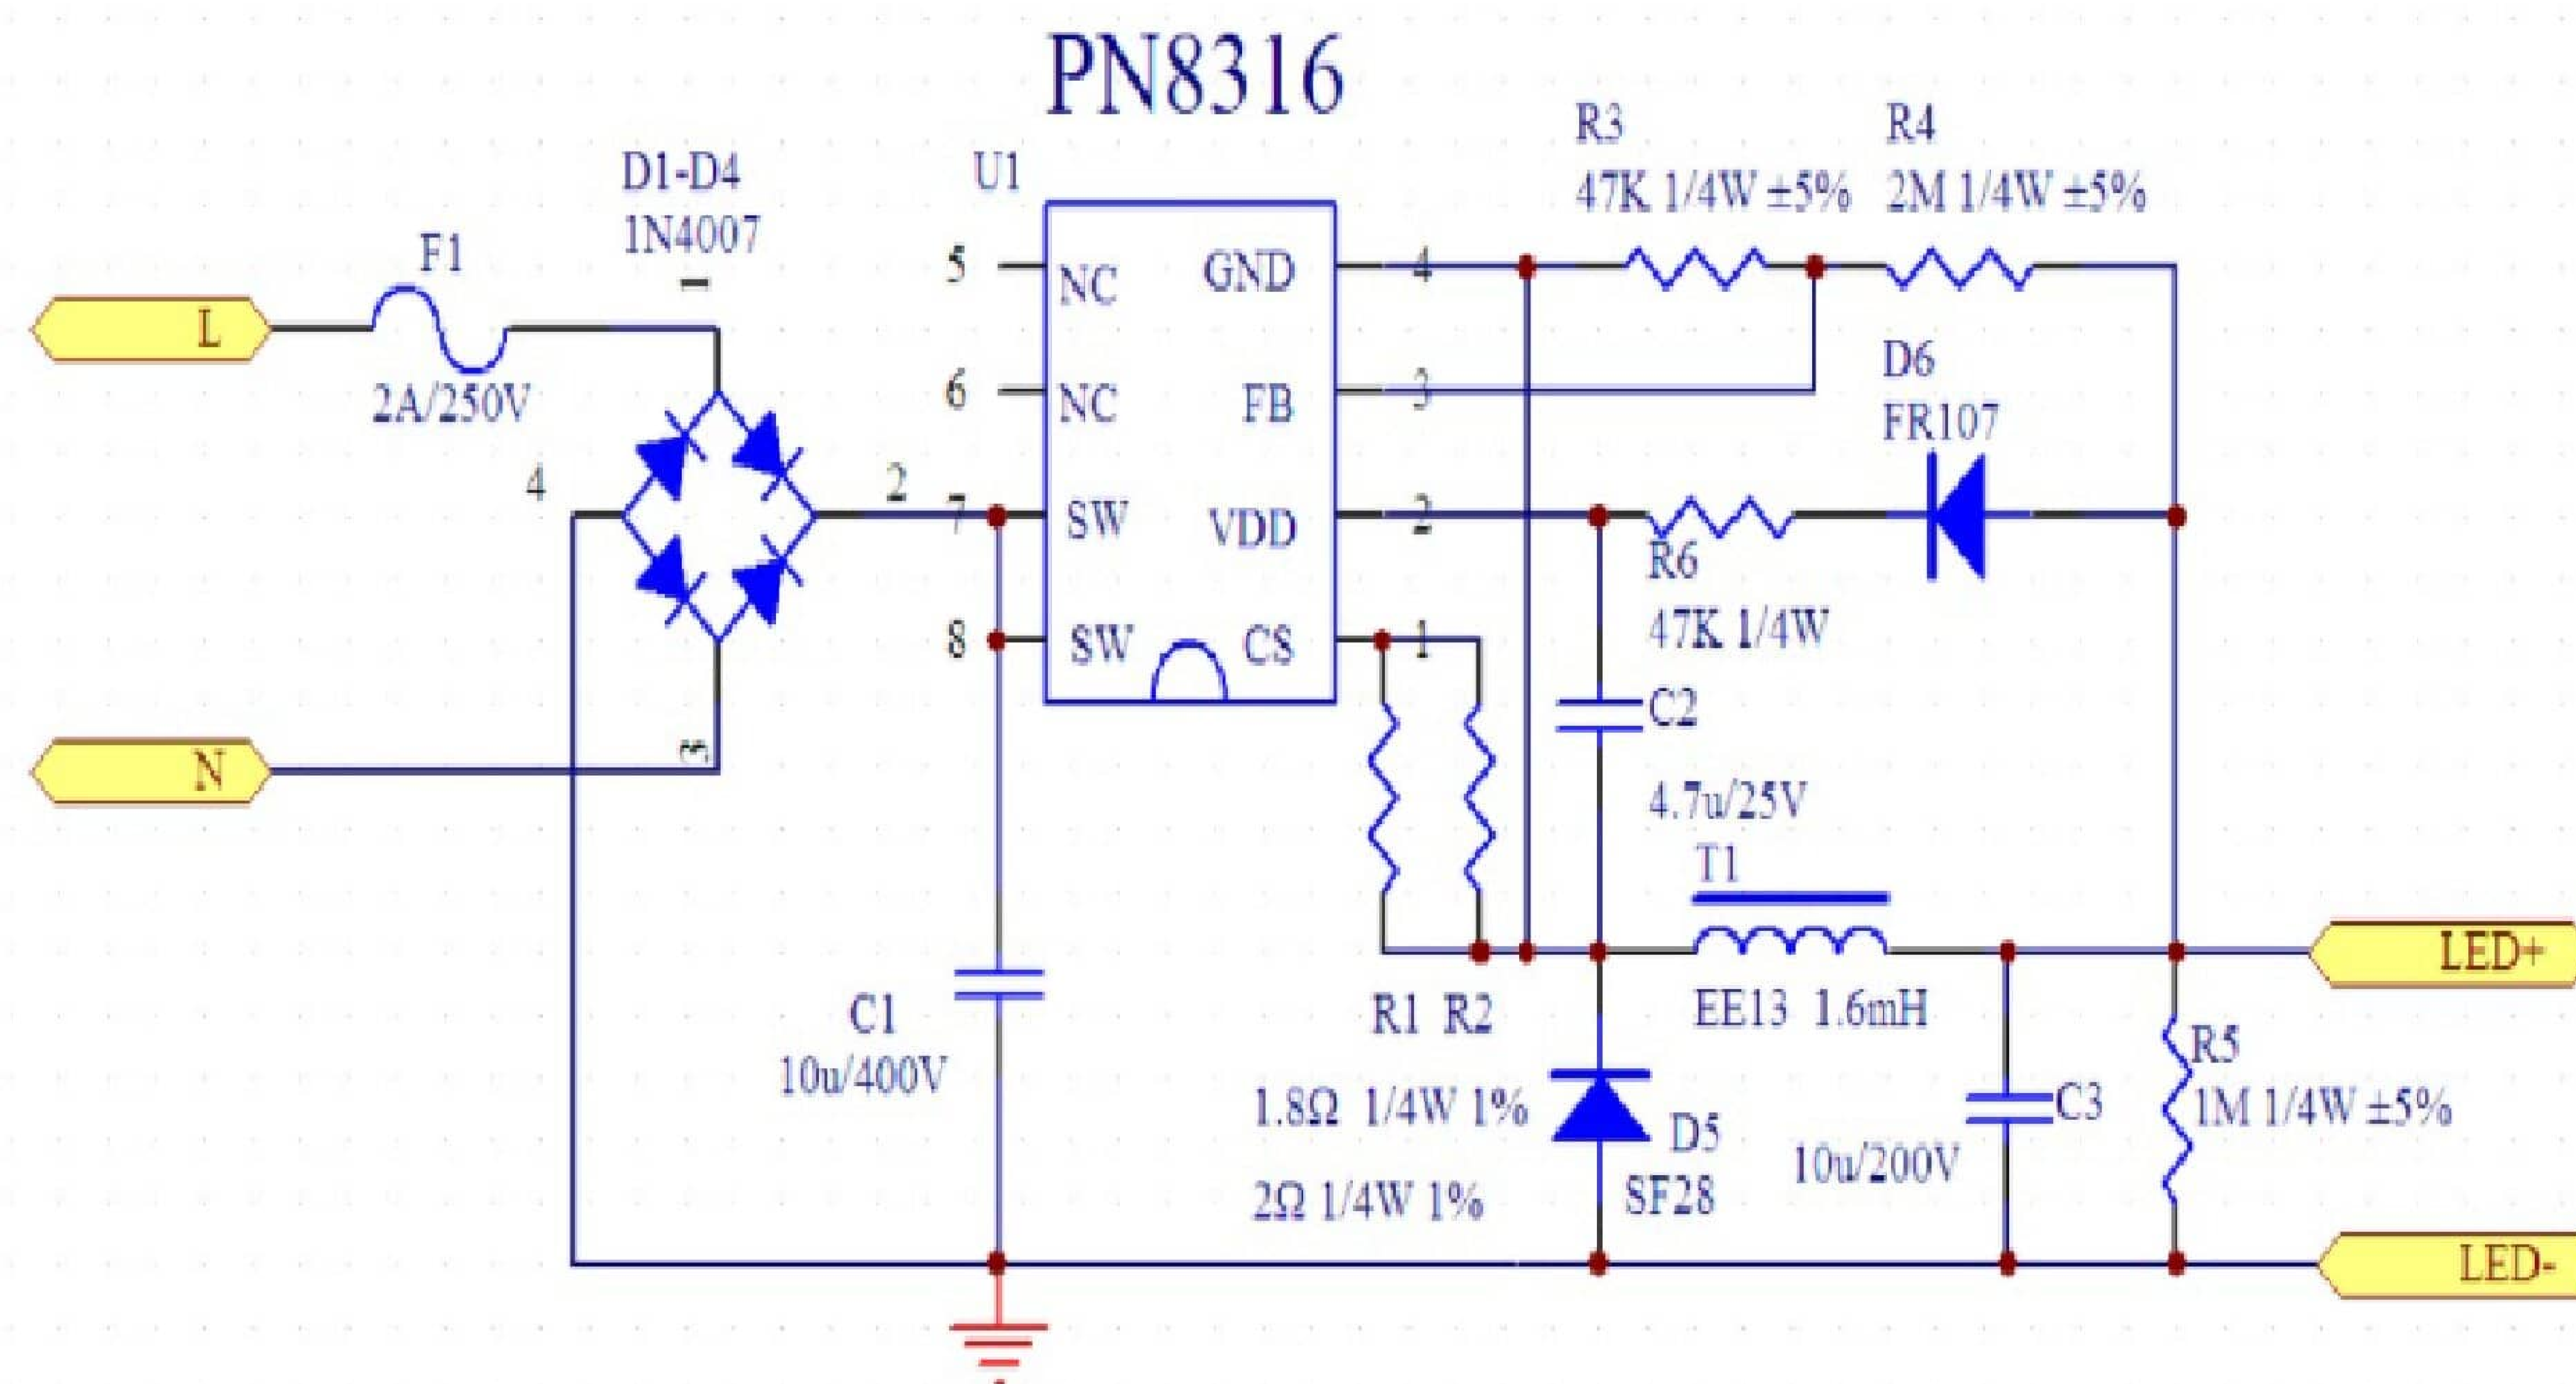 PN8316
R3
R4
47K 1/4W ±5%
2M 1/4W ±5%
D1-D4
1N4007
1
U1
F1
L
2A/250V
5
NC
GND
4
6
NC
FB
3
D6
FR107
4
2
7
SW
VDD
2
R6
47K 1/4W
8
SW
CS
1
C2
N
3
4.7u/25V
T1
LED+
C1
10u/400V
R1 R2
EE13 1.6mH
R5
1M 1/4W ±5%
1.8Ω 1/4W 1%
D5
C3
2Ω 1/4W 1%
SF28
10u/200V
LED-